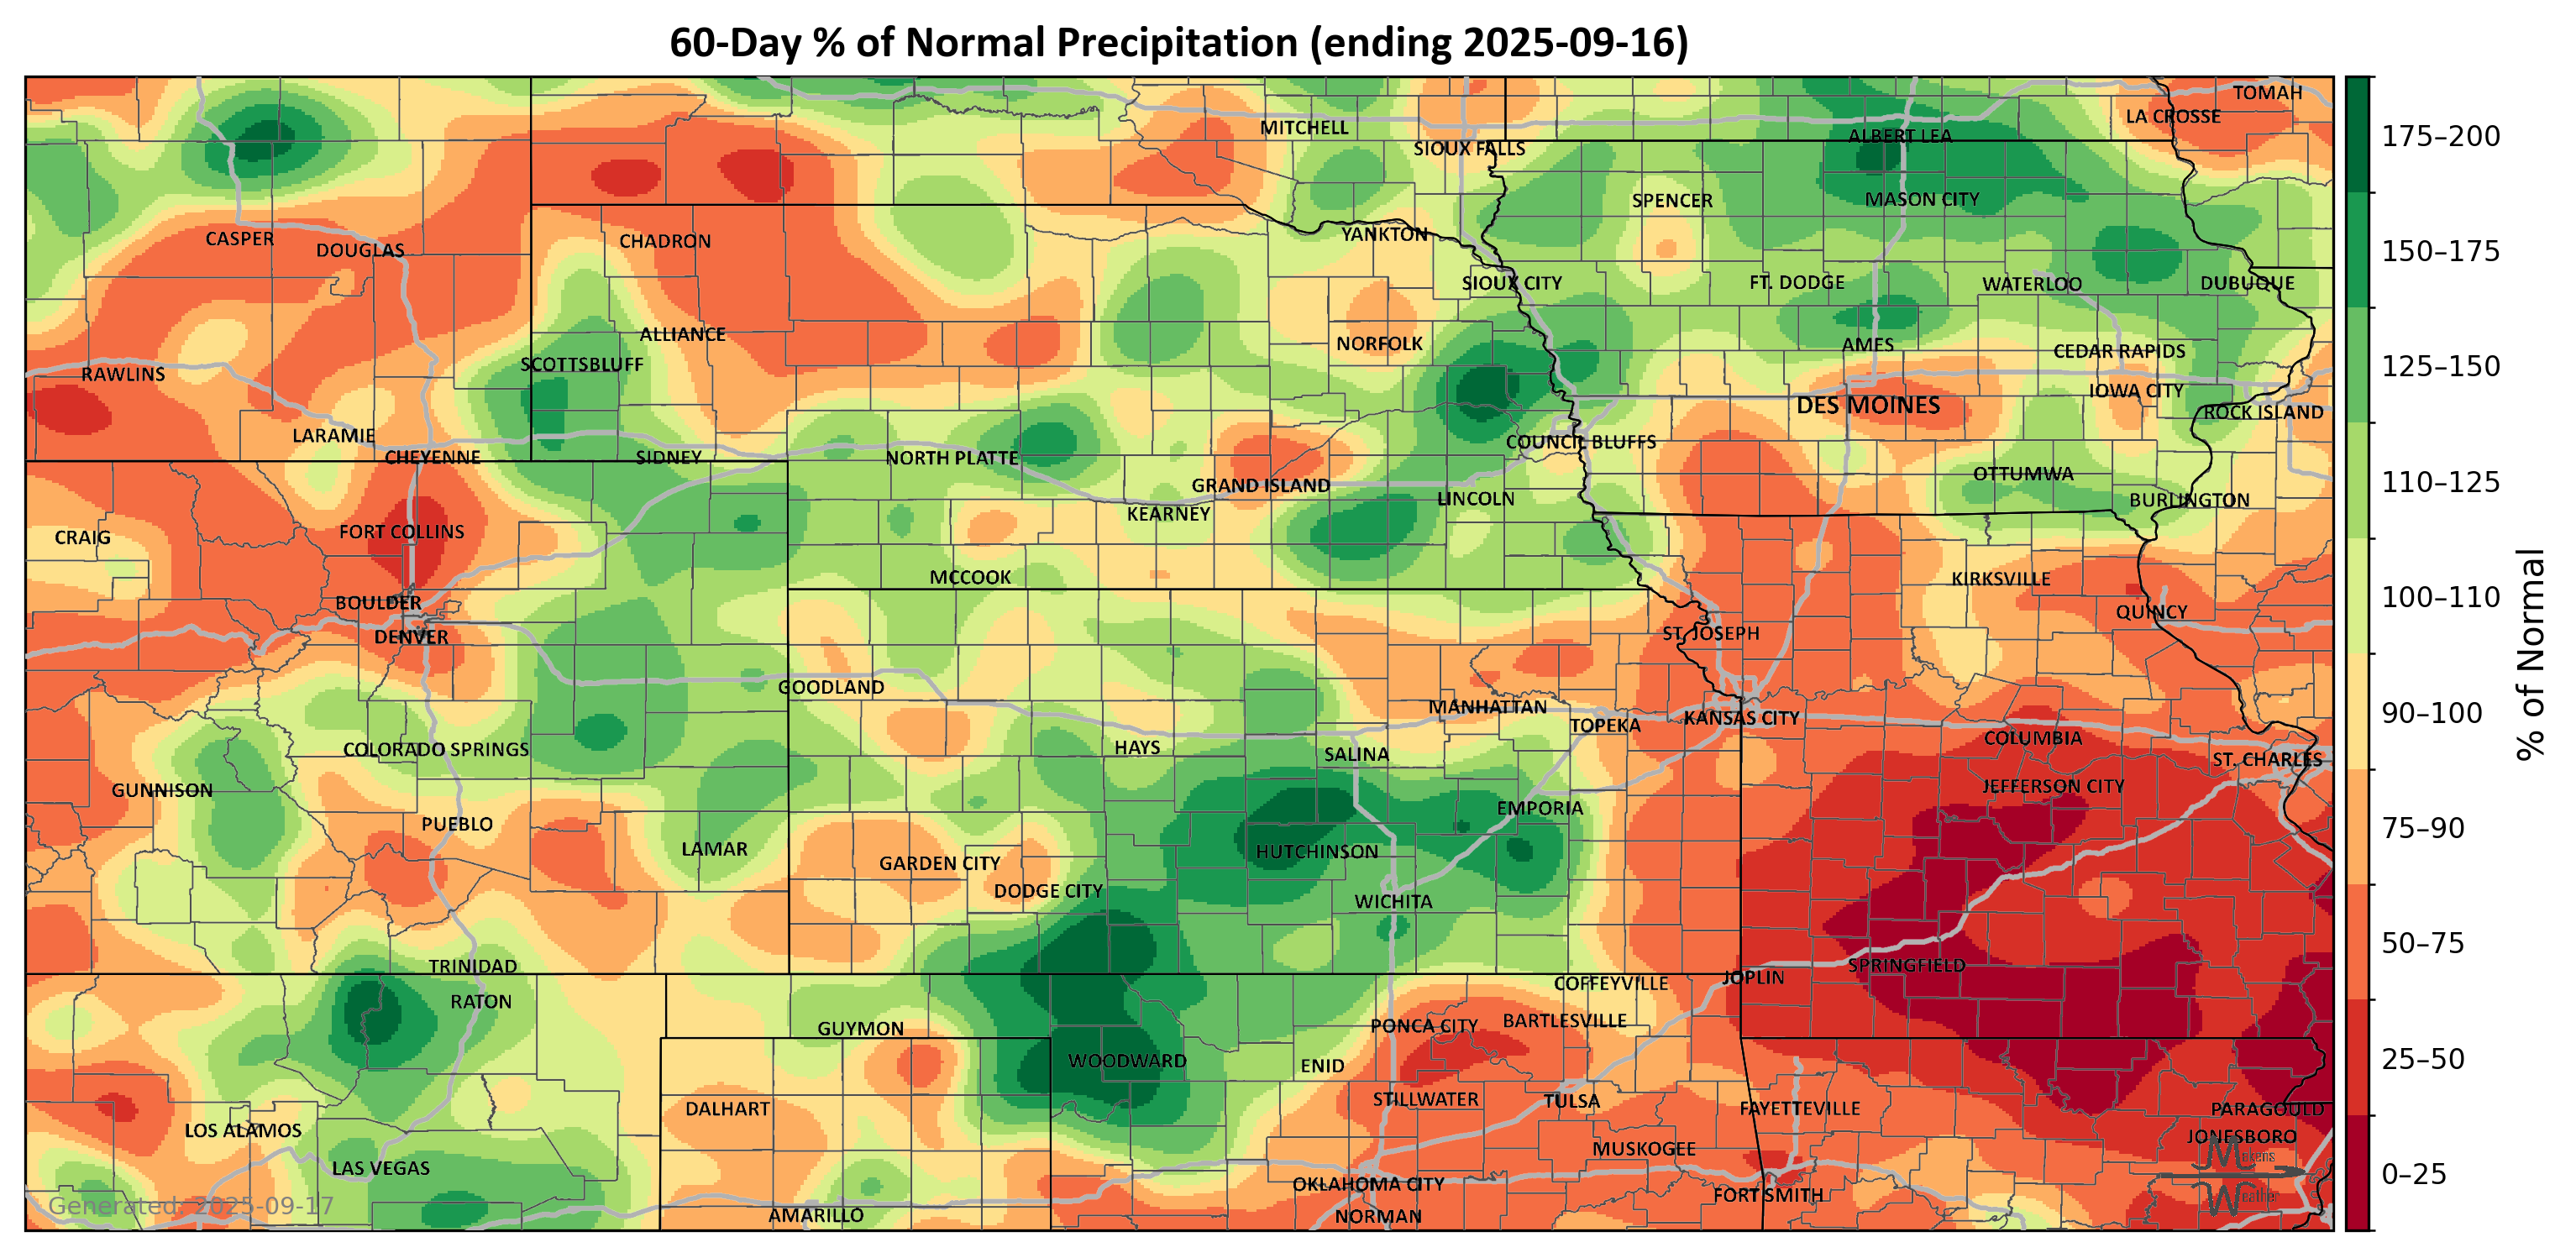 60-Day % of Normal Precipitation (ending 2025-09-16)
TOMAH
LA CROSSE
MITCHELL
ALBERT LEA
SIOUX FALLS
SPENCER
MASON CITY
CASPER
DOUGLAS
CHADRON
YANKTON
SIOUX CITY
FT. DODGE
WATERLOO
DUBUQUE
ALLIANCE
NORFOLK
AMES
CEDAR RAPIDS
SCOTTSBLUFF
RAWLINS
IOWA CITY
DES MOINES
ROCK ISLAND
LARAMIE
COUNCIL BLUFFS
CHEYENNE
SIDNEY
NORTH PLATTE
OTTUMWA
GRAND ISLAND
LINCOLN
BURLINGTON
KEARNEY
FORT COLLINS
CRAIG
MCCOOK
KIRKSVILLE
BOULDER
QUINCY
DENVER
ST. JOSEPH
GOODLAND
MANHATTAN
KANSAS CITY
TOPEKA
COLUMBIA
HAYS
COLORADO SPRINGS
SALINA
ST. CHARLES
GUNNISON
JEFFERSON CITY
EMPORIA
PUEBLO
LAMAR
HUTCHINSON
GARDEN CITY
DODGE CITY
WICHITA
TRINIDAD
SPRINGFIELD
JOPLIN
COFFEYVILLE
RATON
BARTLESVILLE
PONCA CITY
GUYMON
WOODWARD
ENID
STILLWATER
TULSA
DALHART
FAYETTEVILLE
PARAGOULD
LOS ALAMOS
JONESBORO
MUSKOGEE
Makens
LAS VEGAS
OKLAHOMA CITY
FORT SMITH
Weather
Generated: 2025-09-17
AMARILLO
NORMAN
175–200
150–175
125–150
110–125
100–110
90–100
75–90
50–75
25–50
0–25
% of Normal